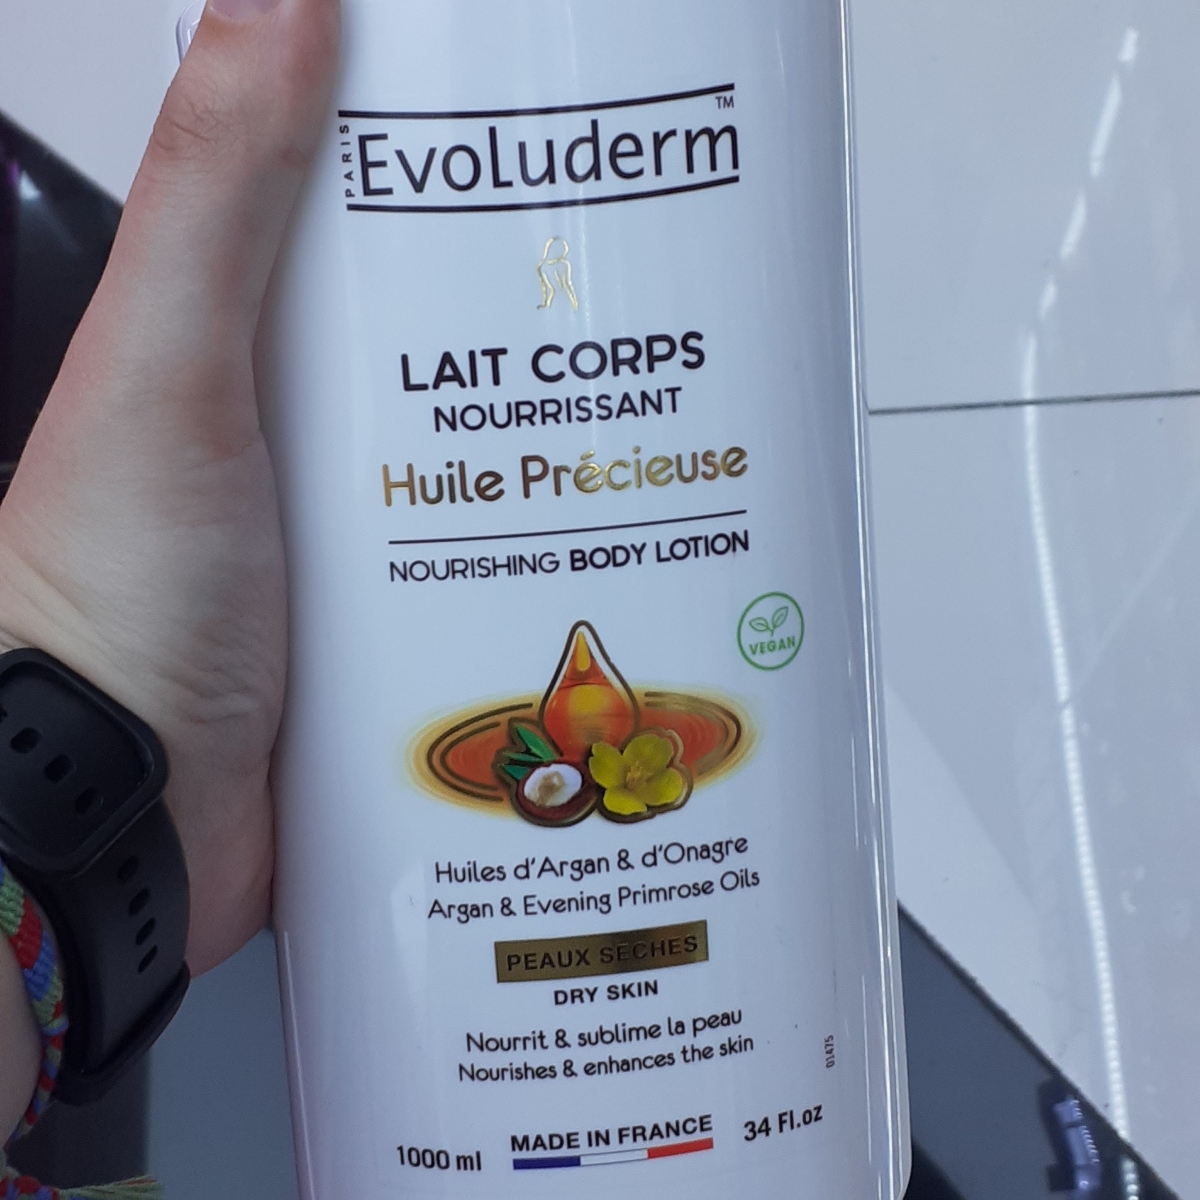 PARIS
Evoluderm™
LAIT CORPS
NOURRISSANT
Huile Précieuse
NOURISHING BODY LOTION
VEGAN
Huiles d'Argan & d'Onagre
Argan & Evening Primrose Oils
PEAUX SÈCHES
DRY SKIN
Nourrit & sublime la peau
Nourishes & enhances the skin
01475
1000 ml
MADE IN FRANCE
34 Fl.oz